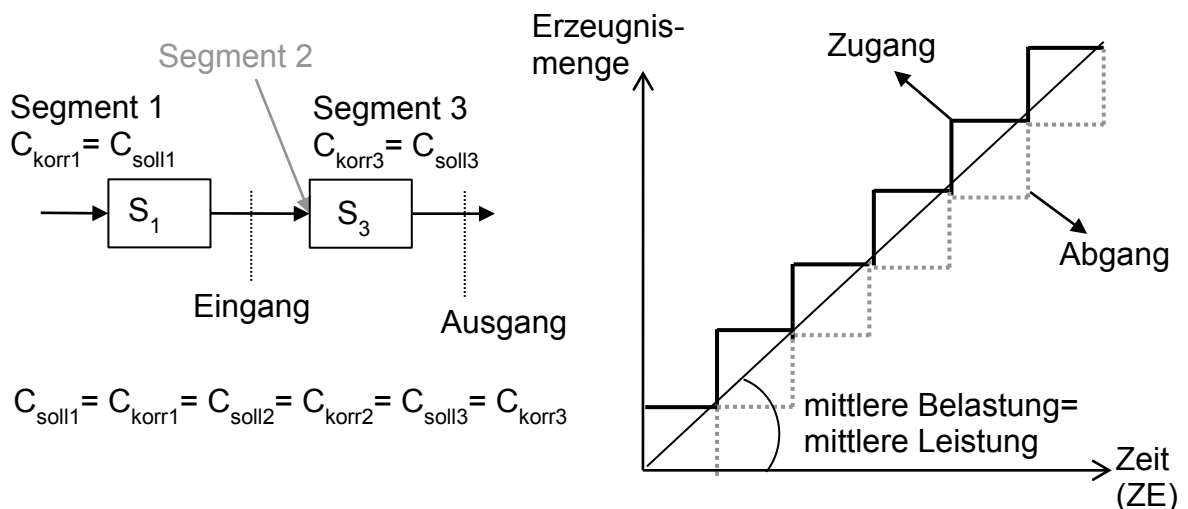 Segment 2
Segment 1
C_korr1 = C_soll1
Segment 3
C_korr3 = C_soll3
S_1
S_3
Eingang
Ausgang
C_soll1 = C_korr1 = C_soll2 = C_korr2 = C_soll3 = C_korr3
Erzeugnis-
menge
Zugang
Abgang
mittlere Belastung=
mittlere Leistung
Zeit
(ZE)